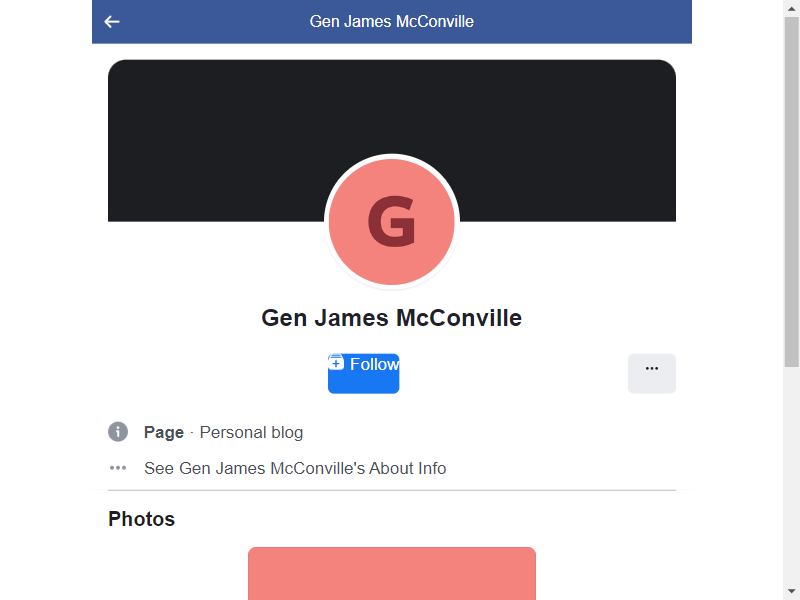 Gen James McConville
G
Gen James McConville
Follow
Page · Personal blog
See Gen James McConville's About Info
Photos